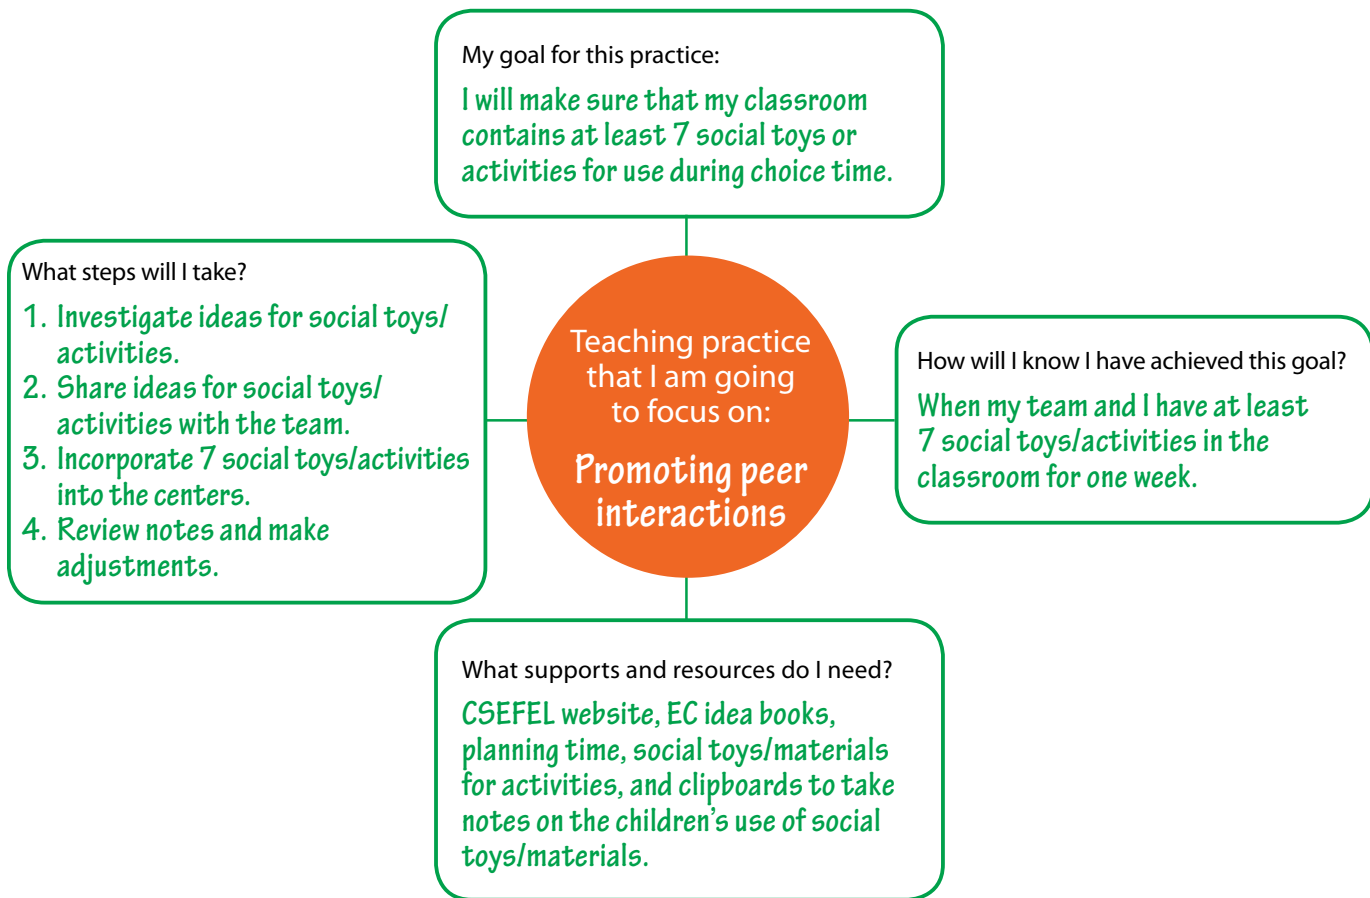 My goal for this practice:
I will make sure that my classroom
contains at least 7 social toys or
activities for use during choice time.
What steps will I take?
1. Investigate ideas for social toys/
activities.
2. Share ideas for social toys/
activities with the team.
3. Incorporate 7 social toys/activities
into the centers.
4. Review notes and make
adjustments.
Teaching practice
that I am going
to focus on:
Promoting peer
interactions
How will I know I have achieved this goal?
When my team and I have at least
7 social toys/activities in the
classroom for one week.
What supports and resources do I need?
CSEFEL website, EC idea books,
planning time, social toys/materials
for activities, and clipboards to take
notes on the children's use of social
toys/materials.